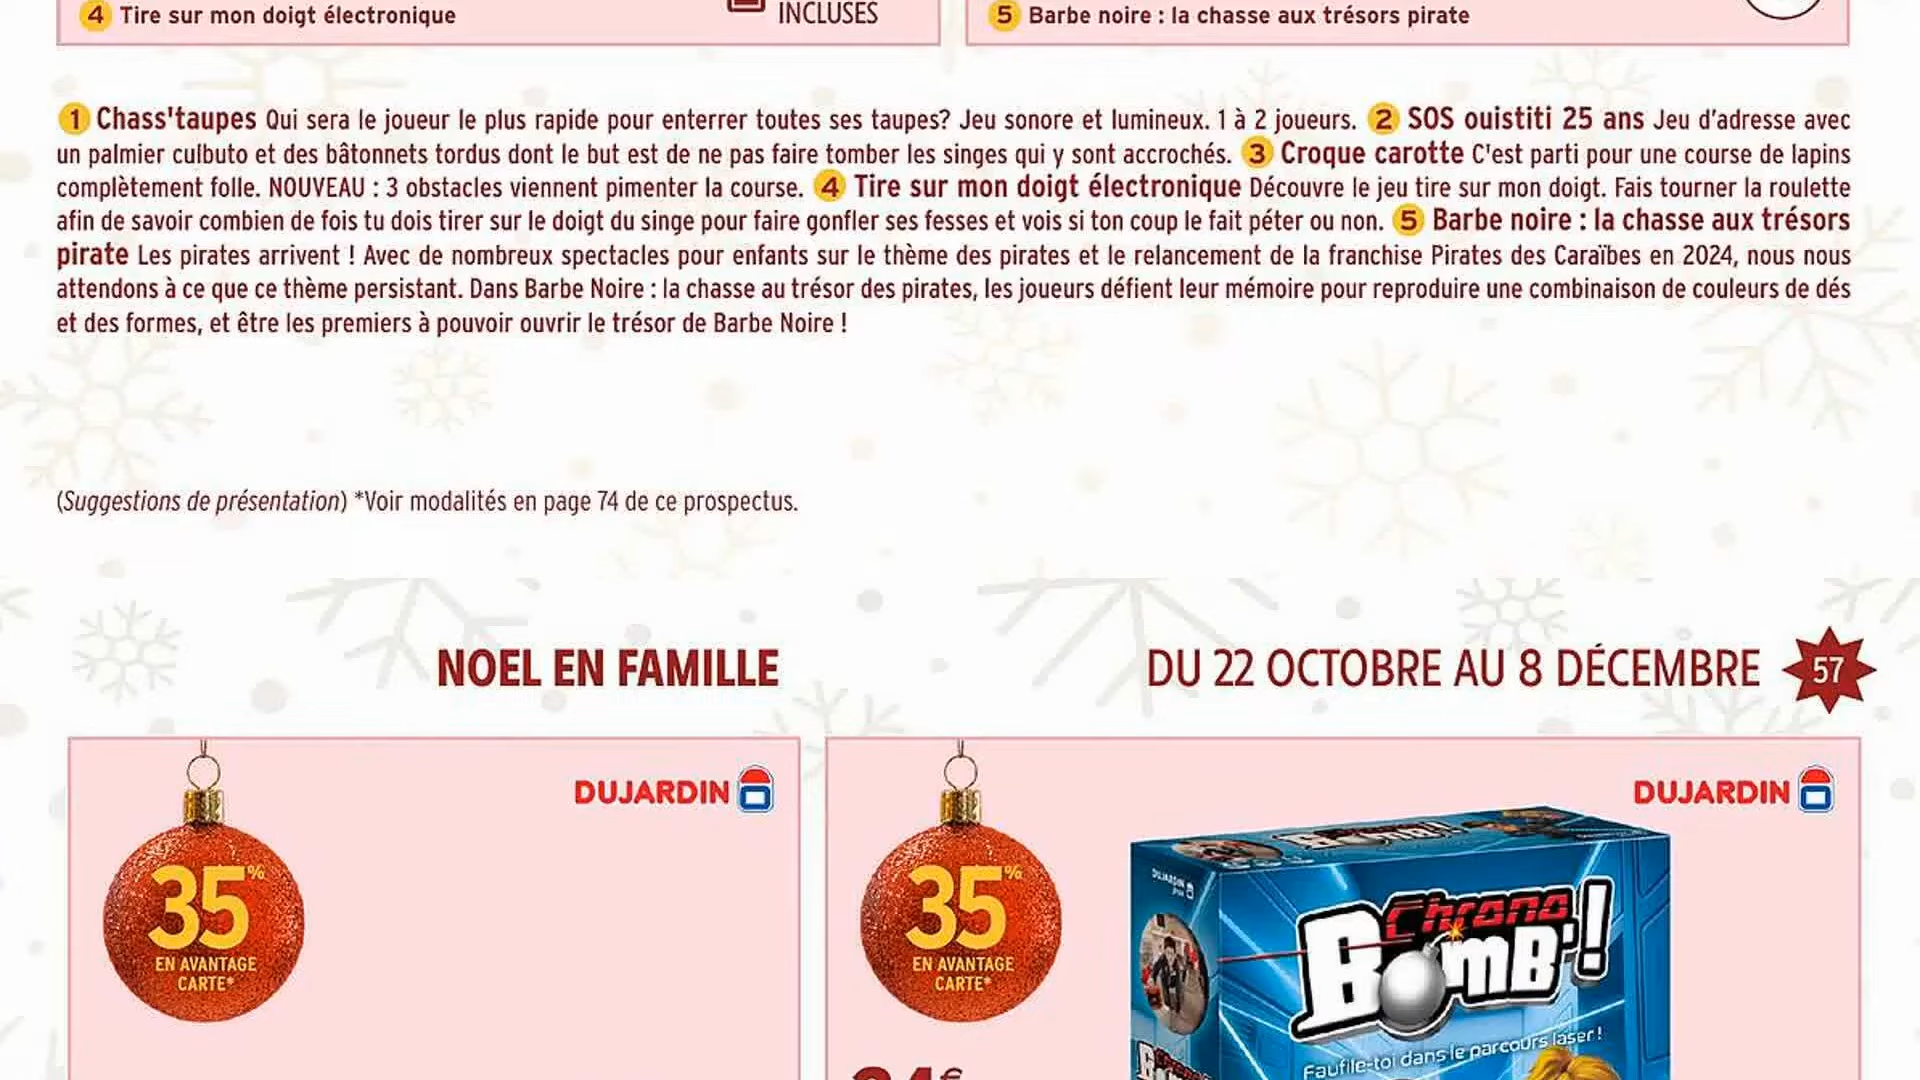 4 Tire sur mon doigt électronique
INCLUSES
5 Barbe noire : la chasse aux trésors pirate
1 Chass'taupes Qui sera le joueur le plus rapide pour enterrer toutes ses taupes? Jeu sonore et lumineux. 1 à 2 joueurs. 2 SOS ouistiti 25 ans Jeu d'adresse avec
un palmier culbuto et des bâtonnets tordus dont le but est de ne pas faire tomber les singes qui y sont accrochés. 3 Croque carotte C'est parti pour une course de lapins
complètement folle. NOUVEAU : 3 obstacles viennent pimenter la course. 4 Tire sur mon doigt électronique Découvre le jeu tire sur mon doigt. Fais tourner la roulette
afin de savoir combien de fois tu dois tirer sur le doigt du singe pour faire gonfler ses fesses et vois si ton coup le fait péter ou non. 5 Barbe noire : la chasse aux trésors
pirate Les pirates arrivent ! Avec de nombreux spectacles pour enfants sur le thème des pirates et le relancement de la franchise Pirates des Caraïbes en 2024, nous nous
attendons à ce que ce thème persistant. Dans Barbe Noire : la chasse au trésor des pirates, les joueurs défient leur mémoire pour reproduire une combinaison de couleurs de dés
et des formes, et être les premiers à pouvoir ouvrir le trésor de Barbe Noire !
(Suggestions de présentation) *Voir modalités en page 74 de ce prospectus.
NOEL EN FAMILLE
DU 22 OCTOBRE AU 8 DÉCEMBRE
57
DUJARDIN
35%
EN AVANTAGE
CARTE*
DUJARDIN
35%
EN AVANTAGE
CARTE*
DUJARDIN
Chrono
BomB'!
Faufile-toi dans le parcours laser !